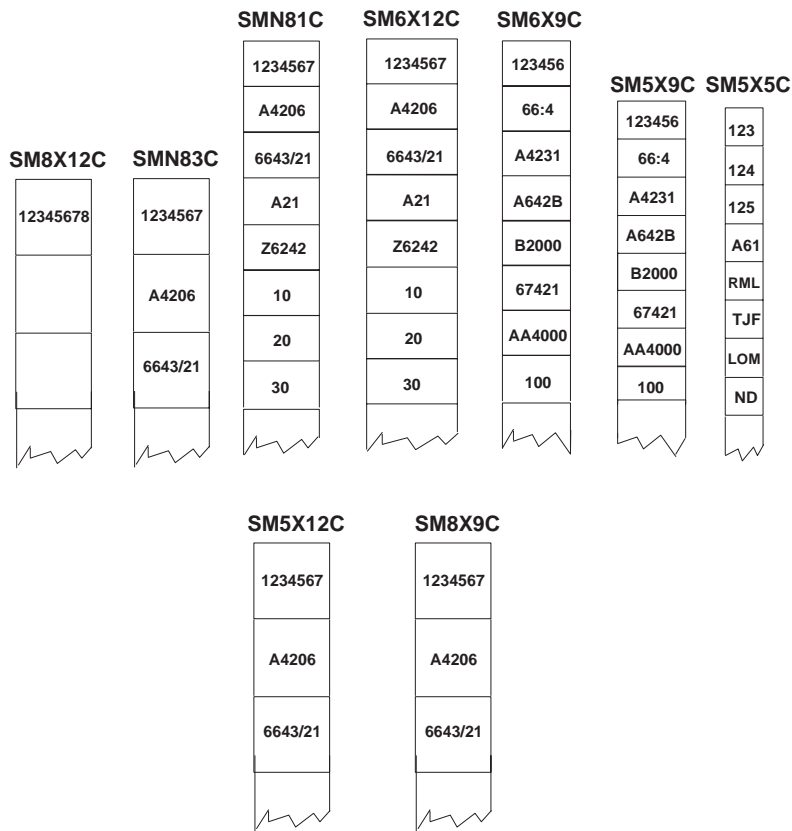 SM8X12C
12345678
SMN83C
1234567
A4206
6643/21
SMN81C
1234567
A4206
6643/21
A21
Z6242
10
20
30
SM6X12C
1234567
A4206
6643/21
A21
Z6242
10
20
30
SM6X9C
123456
66:4
A4231
A642B
B2000
67421
AA4000
100
SM5X9C
123456
66:4
A4231
A642B
B2000
67421
AA4000
100
SM5X5C
123
124
125
A61
RML
TJF
LOM
ND
SM5X12C
1234567
A4206
6643/21
SM8X9C
1234567
A4206
6643/21